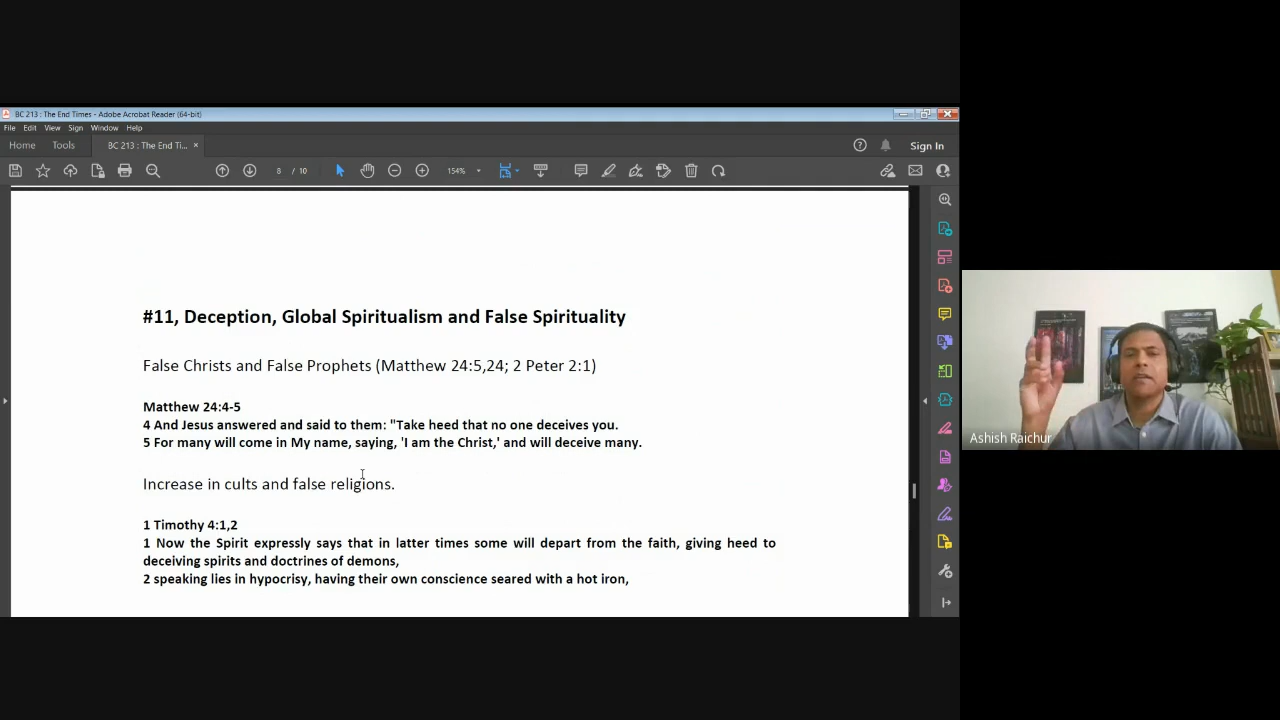 BC 213 : The End Times - Adobe Acrobat Reader (64-bit)
File Edit View Sign Window Help
Home Tools BC 213 : The End Ti... × Sign In
8 / 10 154%
#11, Deception, Global Spiritualism and False Spirituality
False Christs and False Prophets (Matthew 24:5,24; 2 Peter 2:1)
Matthew 24:4-5
4 And Jesus answered and said to them: "Take heed that no one deceives you.
5 For many will come in My name, saying, 'I am the Christ,' and will deceive many.
Increase in cults and false religions.
1 Timothy 4:1,2
1 Now the Spirit expressly says that in latter times some will depart from the faith, giving heed to
deceiving spirits and doctrines of demons,
2 speaking lies in hypocrisy, having their own conscience seared with a hot iron,
Ashish Raichur